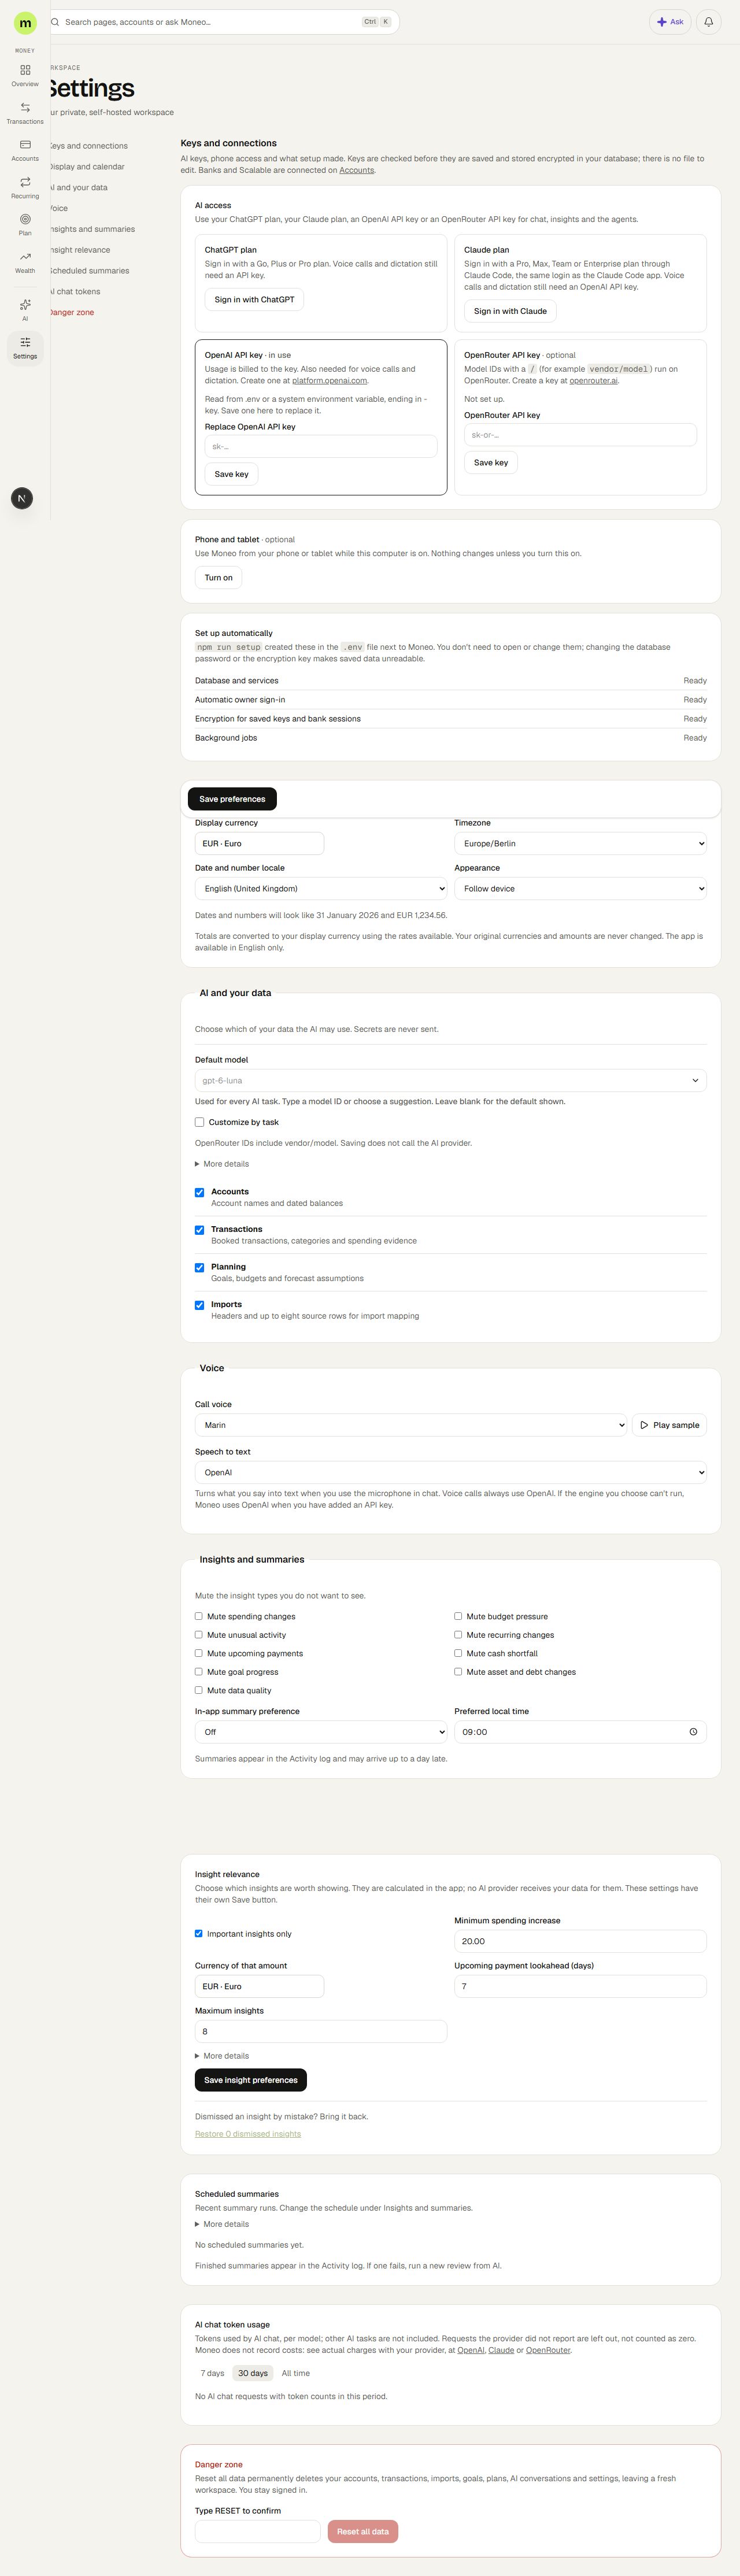 m
Search pages, accounts or ask Moneo...
Ctrl K
Ask
MONEY
Overview
Transactions
Accounts
Recurring
Plan
Wealth
AI
Settings
N
RKSPACE
Settings
ur private, self-hosted workspace
Keys and connections
Display and calendar
AI and your data
Voice
Insights and summaries
Insight relevance
Scheduled summaries
AI chat tokens
Danger zone
Keys and connections
AI keys, phone access and what setup made. Keys are checked before they are saved and stored encrypted in your database; there is no file to
edit. Banks and Scalable are connected on Accounts.
AI access
Use your ChatGPT plan, your Claude plan, an OpenAI API key or an OpenRouter API key for chat, insights and the agents.
ChatGPT plan
Sign in with a Go, Plus or Pro plan. Voice calls and dictation still
need an API key.
Sign in with ChatGPT
Claude plan
Sign in with a Pro, Max, Team or Enterprise plan through
Claude Code, the same login as the Claude Code app. Voice
calls and dictation still need an OpenAI API key.
Sign in with Claude
OpenAI API key · in use
Usage is billed to the key. Also needed for voice calls and
dictation. Create one at platform.openai.com.
Read from .env or a system environment variable, ending in -
key. Save one here to replace it.
Replace OpenAI API key
sk-...
Save key
OpenRouter API key · optional
Model IDs with a / (for example vendor/model) run on
OpenRouter. Create a key at openrouter.ai.
Not set up.
OpenRouter API key
sk-or-...
Save key
Phone and tablet · optional
Use Moneo from your phone or tablet while this computer is on. Nothing changes unless you turn this on.
Turn on
Set up automatically
npm run setup created these in the .env file next to Moneo. You don't need to open or change them; changing the database
password or the encryption key makes saved data unreadable.
Database and services Ready
Automatic owner sign-in Ready
Encryption for saved keys and bank sessions Ready
Background jobs Ready
Save preferences
Display currency
EUR · Euro
Timezone
Europe/Berlin
Date and number locale
English (United Kingdom)
Appearance
Follow device
Dates and numbers will look like 31 January 2026 and EUR 1,234.56.
Totals are converted to your display currency using the rates available. Your original currencies and amounts are never changed. The app is
available in English only.
AI and your data
Choose which of your data the AI may use. Secrets are never sent.
Default model
gpt-6-luna
Used for every AI task. Type a model ID or choose a suggestion. Leave blank for the default shown.
Customize by task
OpenRouter IDs include vendor/model. Saving does not call the AI provider.
More details
Accounts
Account names and dated balances
Transactions
Booked transactions, categories and spending evidence
Planning
Goals, budgets and forecast assumptions
Imports
Headers and up to eight source rows for import mapping
Voice
Call voice
Marin
Play sample
Speech to text
OpenAI
Turns what you say into text when you use the microphone in chat. Voice calls always use OpenAI. If the engine you choose can't run,
Moneo uses OpenAI when you have added an API key.
Insights and summaries
Mute the insight types you do not want to see.
Mute spending changes
Mute budget pressure
Mute unusual activity
Mute recurring changes
Mute upcoming payments
Mute cash shortfall
Mute goal progress
Mute asset and debt changes
Mute data quality
In-app summary preference
Off
Preferred local time
09:00
Summaries appear in the Activity log and may arrive up to a day late.
Insight relevance
Choose which insights are worth showing. They are calculated in the app; no AI provider receives your data for them. These settings have
their own Save button.
Important insights only
Minimum spending increase
20.00
Currency of that amount
EUR · Euro
Upcoming payment lookahead (days)
7
Maximum insights
8
More details
Save insight preferences
Dismissed an insight by mistake? Bring it back.
Restore 0 dismissed insights
Scheduled summaries
Recent summary runs. Change the schedule under Insights and summaries.
More details
No scheduled summaries yet.
Finished summaries appear in the Activity log. If one fails, run a new review from AI.
AI chat token usage
Tokens used by AI chat, per model; other AI tasks are not included. Requests the provider did not report are left out, not counted as zero.
Moneo does not record costs: see actual charges with your provider, at OpenAI, Claude or OpenRouter.
7 days 30 days All time
No AI chat requests with token counts in this period.
Danger zone
Reset all data permanently deletes your accounts, transactions, imports, goals, plans, AI conversations and settings, leaving a fresh
workspace. You stay signed in.
Type RESET to confirm
Reset all data